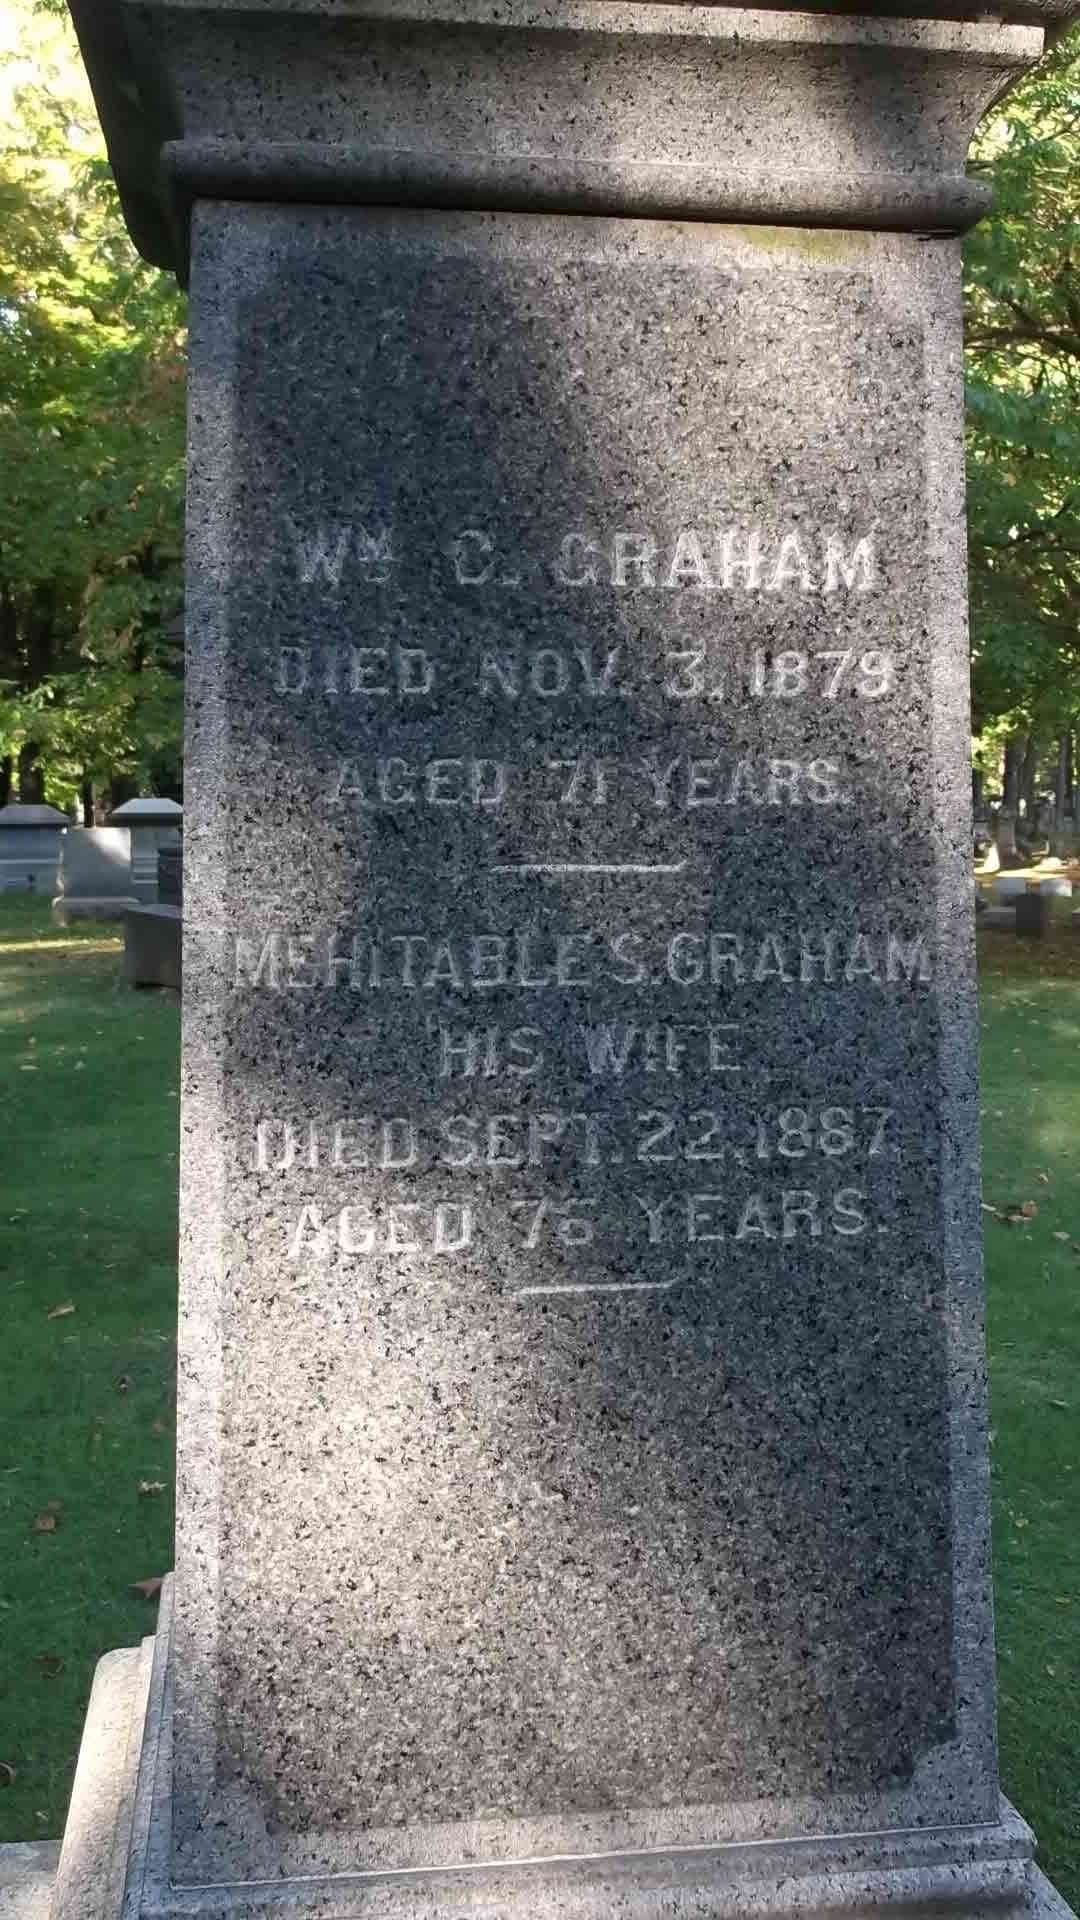 Wm C. GRAHAM
DIED NOV. 3. 1879
AGED 71 YEARS.
MEHITABLE S. GRAHAM
HIS WIFE
DIED SEPT. 22, 1887
AGED 75 YEARS.